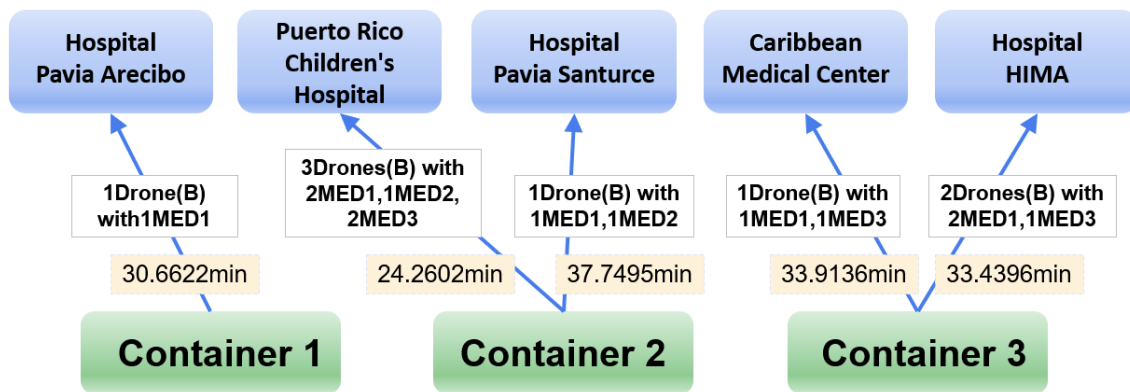 Hospital
Pavia Arecibo
Puerto Rico
Children's
Hospital
Hospital
Pavia Santurce
Caribbean
Medical Center
Hospital
HIMA
1Drone(B)
with1MED1
3Drones(B) with
2MED1,1MED2,
2MED3
1Drone(B) with
1MED1,1MED2
1Drone(B) with
1MED1,1MED3
2Drones(B) with
2MED1,1MED3
30.6622min
24.2602min
37.7495min
33.9136min
33.4396min
Container 1
Container 2
Container 3